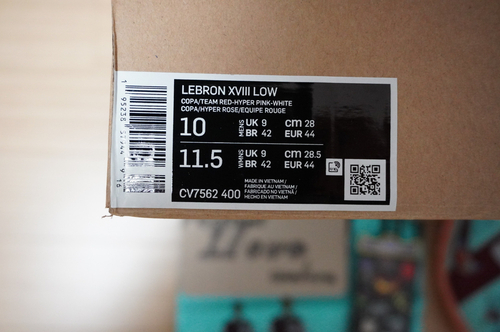 LEBRON XVIII LOW
COPA/TEAM RED-HYPER PINK-WHITE
COPA/HYPER ROSE/EQUIPE ROUGE
10 MENS UK 9 cm 28
BR 42 EUR 44
11.5 WMNS UK 9 cm 28.5
BR 42 EUR 44
CV7562 400
MADE IN VIETNAM /
FABRIQUE AU VIETNAM /
FABRICADO NO VIETNÃ /
HECHO EN VIETNAM